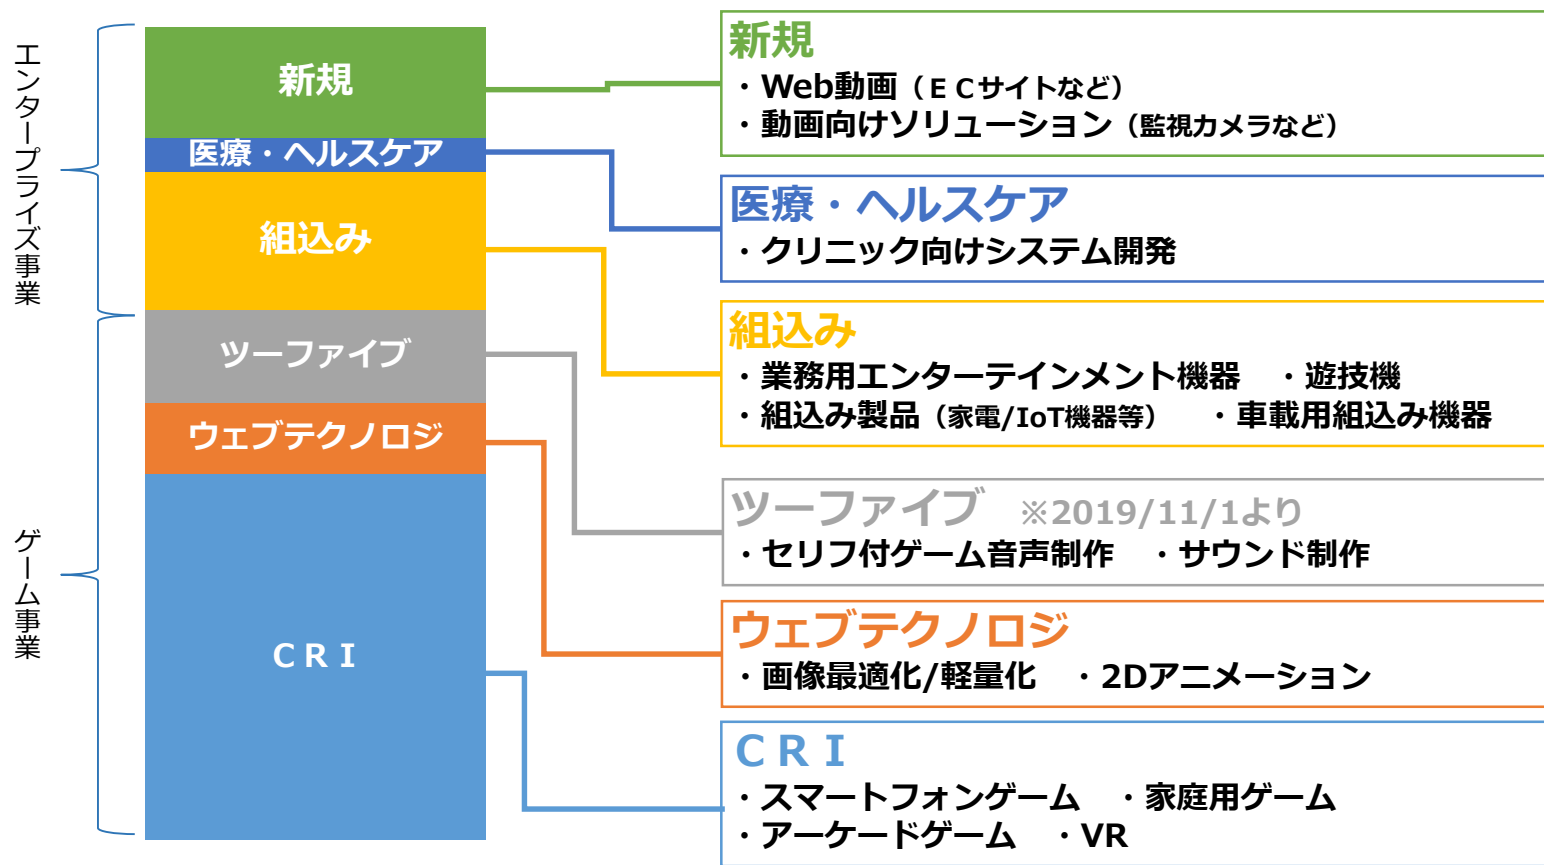 エンタープライズ事業
ゲーム事業
新規
医療・ヘルスケア
組込み
ツーファイブ
ウェブテクノロジ
ＣＲＩ
新規
・Web動画（ＥＣサイトなど）
・動画向けソリューション（監視カメラなど）
医療・ヘルスケア
・クリニック向けシステム開発
組込み
・業務用エンターテインメント機器　・遊技機
・組込み製品（家電/IoT機器等）　・車載用組込み機器
ツーファイブ　※2019/11/1より
・セリフ付ゲーム音声制作　・サウンド制作
ウェブテクノロジ
・画像最適化/軽量化　・2Dアニメーション
ＣＲＩ
・スマートフォンゲーム　・家庭用ゲーム
・アーケードゲーム　・VR